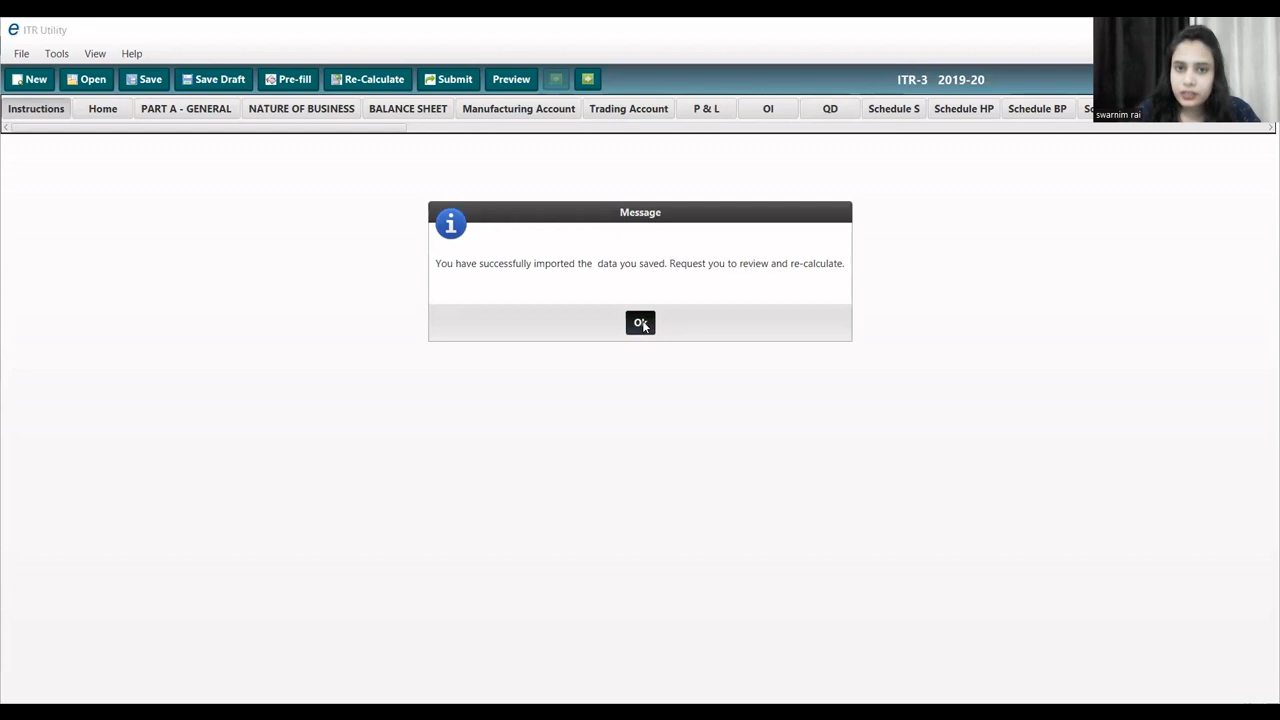 ITR Utility
File Tools View Help
New Open Save Save Draft Pre-fill Re-Calculate Submit Preview ITR-3 2019-20
swarnim rai
Instructions Home PART A - GENERAL NATURE OF BUSINESS BALANCE SHEET Manufacturing Account Trading Account P & L OI QD Schedule S Schedule HP Schedule BP
Message
You have successfully imported the data you saved. Request you to review and re-calculate.
Ok